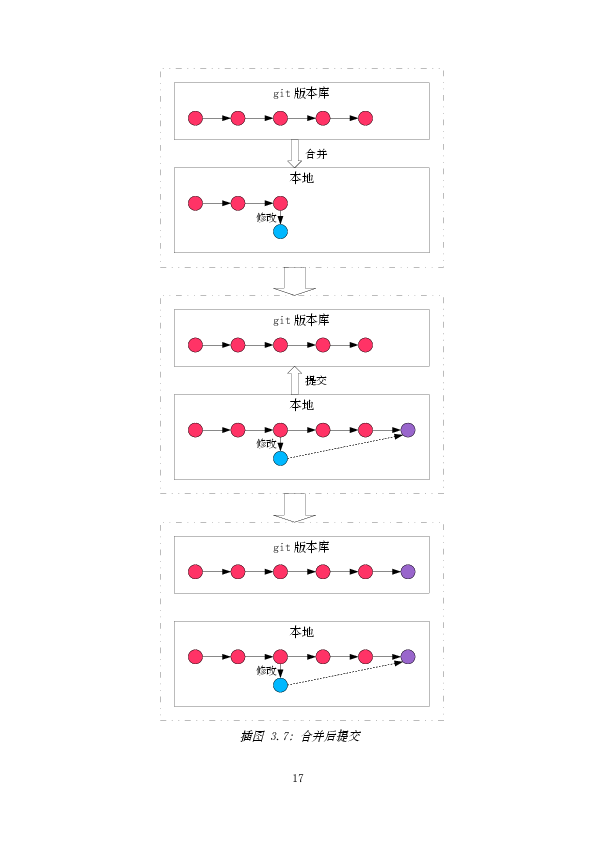 git 版本库
合并
本地
修改
git 版本库
提交
本地
修改
git 版本库
本地
修改
插图 3.7: 合并后提交
17